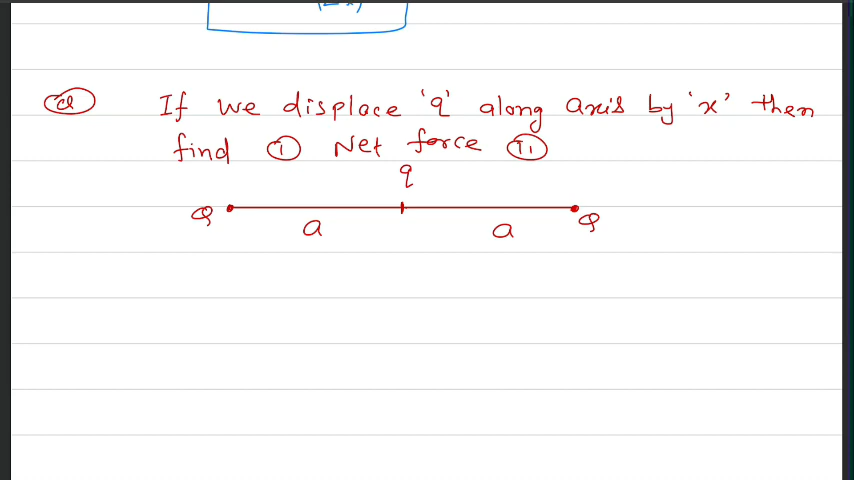 Q If we displace 'q' along axis by 'x' then
find I Net force II
q
Q a a Q